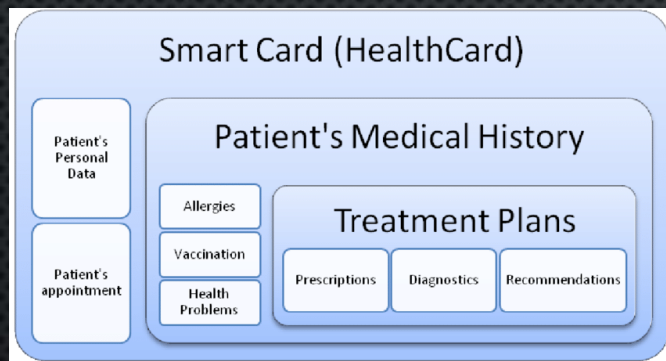 Smart Card (HealthCard)
Patient's
Personal
Data
Patient's
appointment
Patient's Medical History
Allergies
Vaccination
Health
Problems
Treatment Plans
Prescriptions
Diagnostics
Recommendations